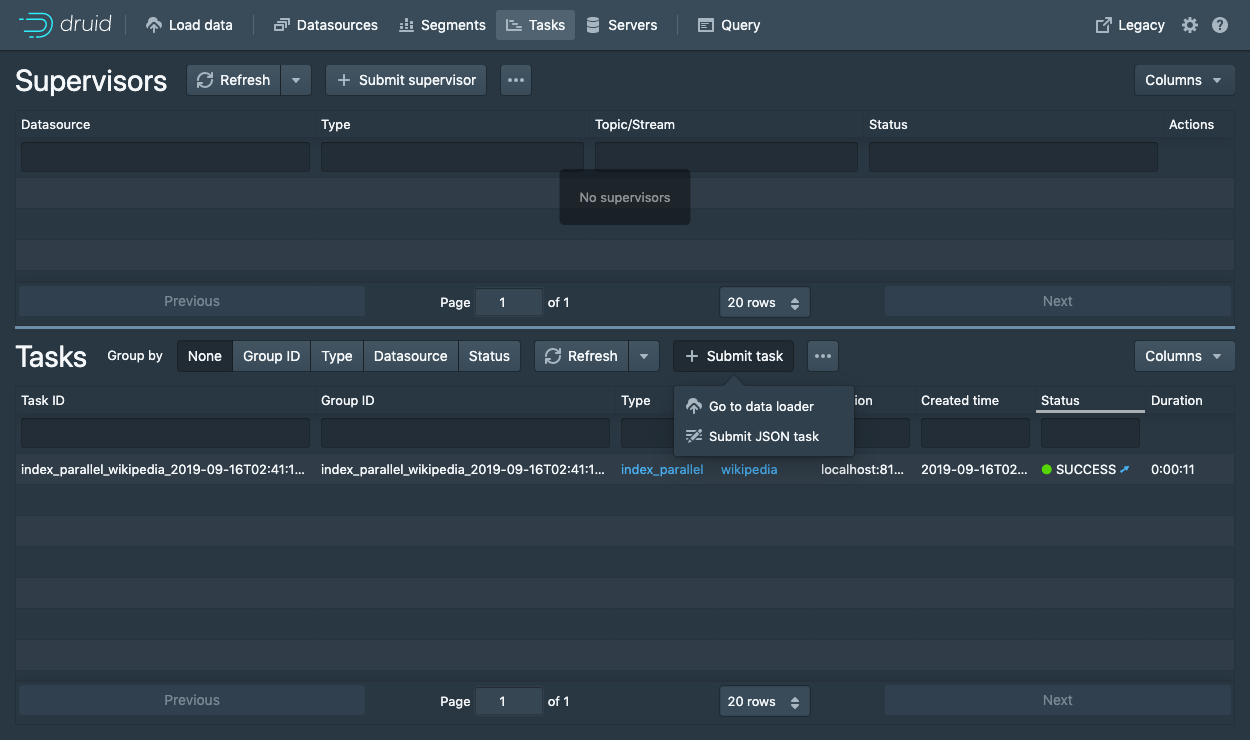 druid Load data Datasources Segments Tasks Servers Query Legacy
Supervisors Refresh Submit supervisor Columns
Datasource Type Topic/Stream Status Actions
No supervisors
Previous Page 1 of 1 20 rows Next
Tasks Group by None Group ID Type Datasource Status Refresh Submit task Columns
Task ID Group ID Type Created time Status Duration
Go to data loader
Submit JSON task
index_parallel_wikipedia_2019-09-16T02:41:1... index_parallel_wikipedia_2019-09-16T02:41:1... index_parallel wikipedia localhost:81... 2019-09-16T02... SUCCESS 0:00:11
Previous Page 1 of 1 20 rows Next